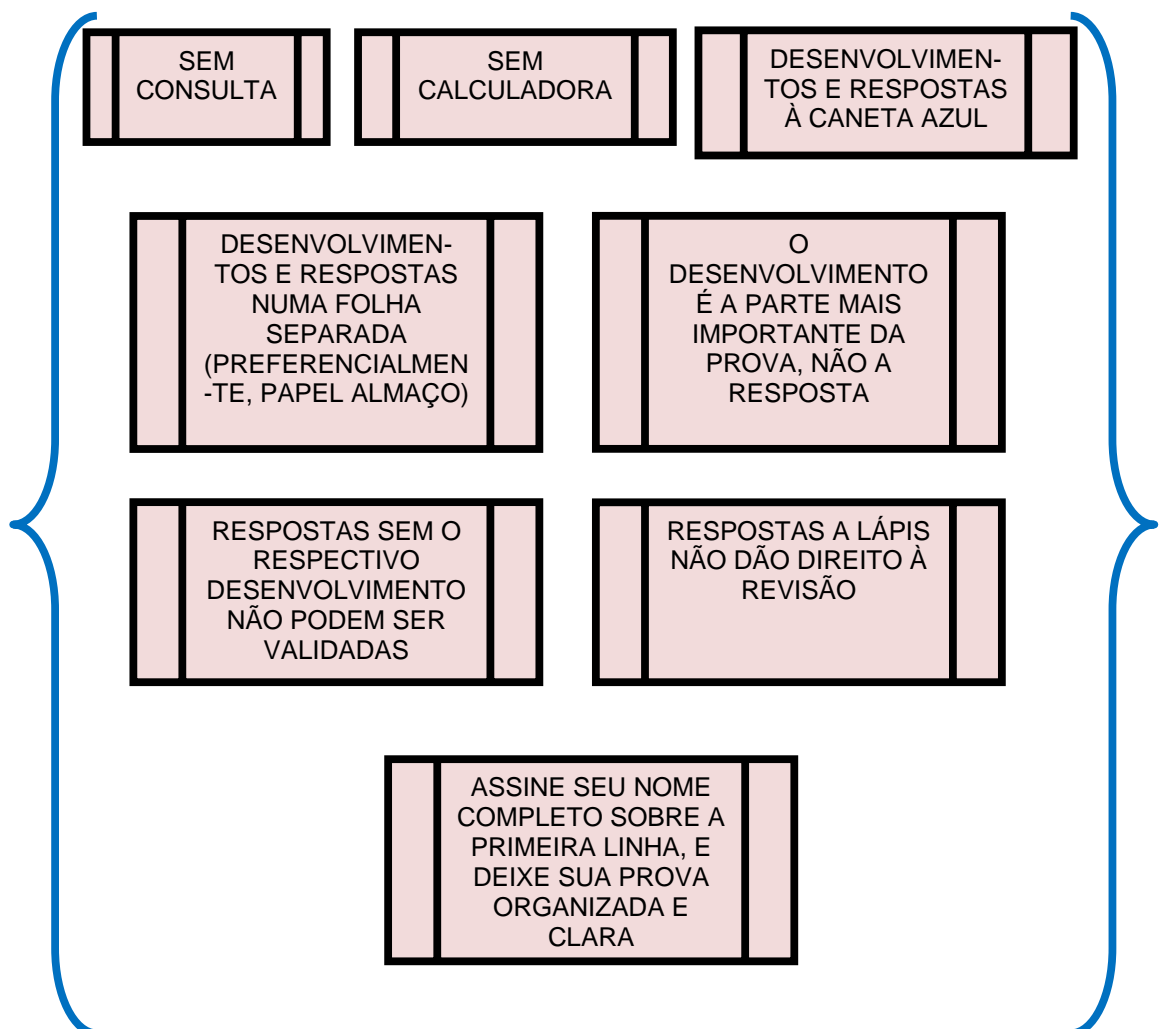 SEM
CONSULTA
SEM
CALCULADORA
DESENVOLVIMEN-
TOS E RESPOSTAS
À CANETA AZUL
DESENVOLVIMEN-
TOS E RESPOSTAS
NUMA FOLHA
SEPARADA
(PREFERENCIALMEN
-TE, PAPEL ALMAÇO)
O
DESENVOLVIMENTO
É A PARTE MAIS
IMPORTANTE DA
PROVA, NÃO A
RESPOSTA
RESPOSTAS SEM O
RESPECTIVO
DESENVOLVIMENTO
NÃO PODEM SER
VALIDADAS
RESPOSTAS A LÁPIS
NÃO DÃO DIREITO À
REVISÃO
ASSINE SEU NOME
COMPLETO SOBRE A
PRIMEIRA LINHA, E
DEIXE SUA PROVA
ORGANIZADA E
CLARA